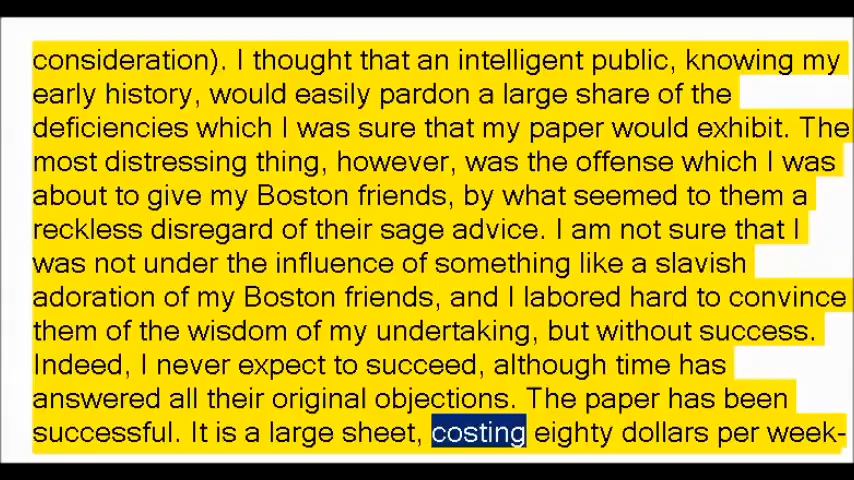 consideration). I thought that an intelligent public, knowing my
early history, would easily pardon a large share of the
deficiencies which I was sure that my paper would exhibit. The
most distressing thing, however, was the offense which I was
about to give my Boston friends, by what seemed to them a
reckless disregard of their sage advice. I am not sure that I
was not under the influence of something like a slavish
adoration of my Boston friends, and I labored hard to convince
them of the wisdom of my undertaking, but without success.
Indeed, I never expect to succeed, although time has
answered all their original objections. The paper has been
successful. It is a large sheet, costing eighty dollars per week-